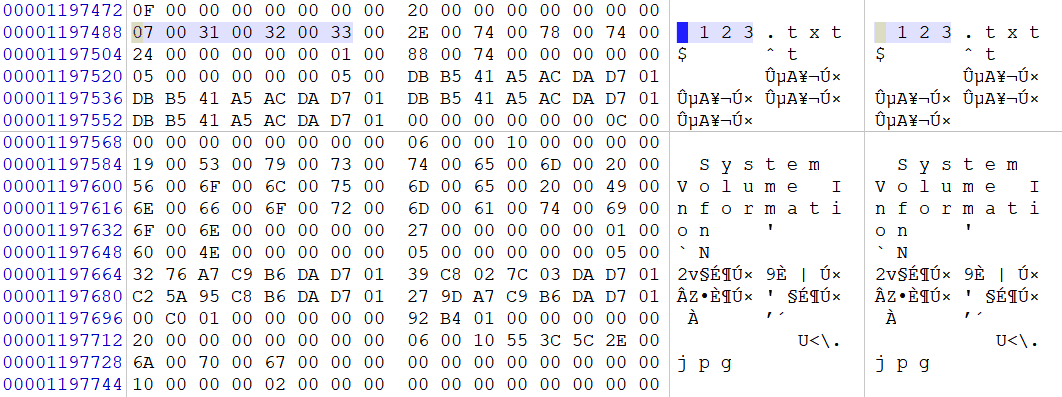 00001197472 0F 00 00 00 00 00 00 00 20 00 00 00 00 00 00 00
00001197488 07 00 31 00 32 00 33 00 2E 00 74 00 78 00 74 00 1 2 3 . t x t 1 2 3 . t x t
00001197504 24 00 00 00 00 00 01 00 88 00 74 00 00 00 00 00 $ ˆ t $ ˆ t
00001197520 05 00 00 00 00 00 05 00 DB B5 41 A5 AC DA D7 01 ÛµA¥¬Ú× ÛµA¥¬Ú×
00001197536 DB B5 41 A5 AC DA D7 01 DB B5 41 A5 AC DA D7 01 ÛµA¥¬Ú× ÛµA¥¬Ú× ÛµA¥¬Ú× ÛµA¥¬Ú×
00001197552 DB B5 41 A5 AC DA D7 01 00 00 00 00 00 00 0C 00 ÛµA¥¬Ú× ÛµA¥¬Ú×
00001197568 00 00 00 00 00 00 00 00 06 00 00 10 00 00 00 00
00001197584 19 00 53 00 79 00 73 00 74 00 65 00 6D 00 20 00 S y s t e m S y s t e m
00001197600 56 00 6F 00 6C 00 75 00 6D 00 65 00 20 00 49 00 V o l u m e I V o l u m e I
00001197616 6E 00 66 00 6F 00 72 00 6D 00 61 00 74 00 69 00 n f o r m a t i n f o r m a t i
00001197632 6F 00 6E 00 00 00 00 00 27 00 00 00 00 00 01 00 o n ' o n '
00001197648 60 00 4E 00 00 00 00 00 05 00 00 00 00 00 05 00 ` N ` N
00001197664 32 76 A7 C9 B6 DA D7 01 39 C8 02 7C 03 DA D7 01 2v§É¶Ú× 9È | Ú× 2v§É¶Ú× 9È | Ú×
00001197680 C2 5A 95 C8 B6 DA D7 01 27 9D A7 C9 B6 DA D7 01 ÂZ•È¶Ú× ' §É¶Ú× ÂZ•È¶Ú× ' §É¶Ú×
00001197696 00 C0 01 00 00 00 00 00 92 B4 01 00 00 00 00 00 À ’´ À ’´
00001197712 20 00 00 00 00 00 00 00 06 00 10 55 3C 5C 2E 00 U<\. U<\.
00001197728 6A 00 70 00 67 00 00 00 00 00 00 00 00 00 00 00 j p g j p g
00001197744 10 00 00 00 02 00 00 00 00 00 00 00 00 00 00 00